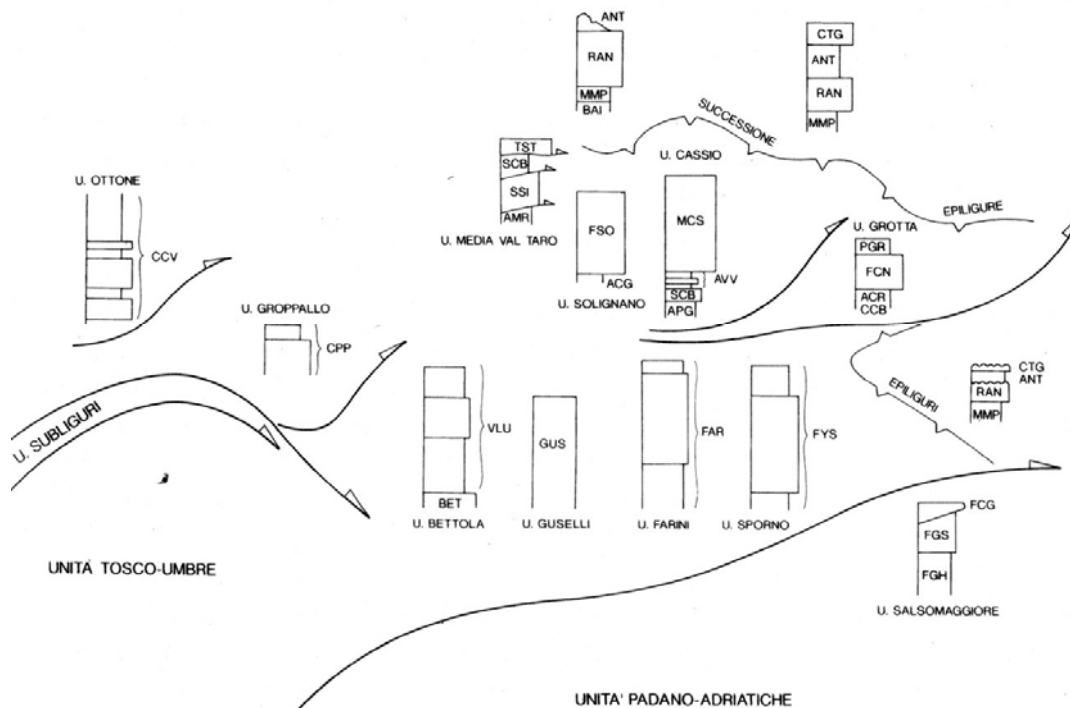 ANT
RAN
MMP
BAI
CTG
ANT
RAN
MMP
SUCCESSIONE
EPILIGURE
TST
SCB
SSI
AMR
U. MEDIA VAL TARO
U. CASSIO
MCS
AVV
SCB
APG
FSO
ACG
U. SOLIGNANO
U. OTTONE
CCV
U. GROPPALLO
CPP
U. GROTTA
PGR
FCN
ACR
CCB
U. SUBLIGURI
VLU
BET
U. BETTOLA
GUS
U. GUSELLI
FAR
U. FARINI
FYS
U. SPORNO
EPILIGURI
CTG
ANT
RAN
MMP
FCG
FGS
FGH
U. SALSOMAGGIORE
UNITÁ TOSCO-UMBRE
UNITA' PADANO-ADRIATICHE